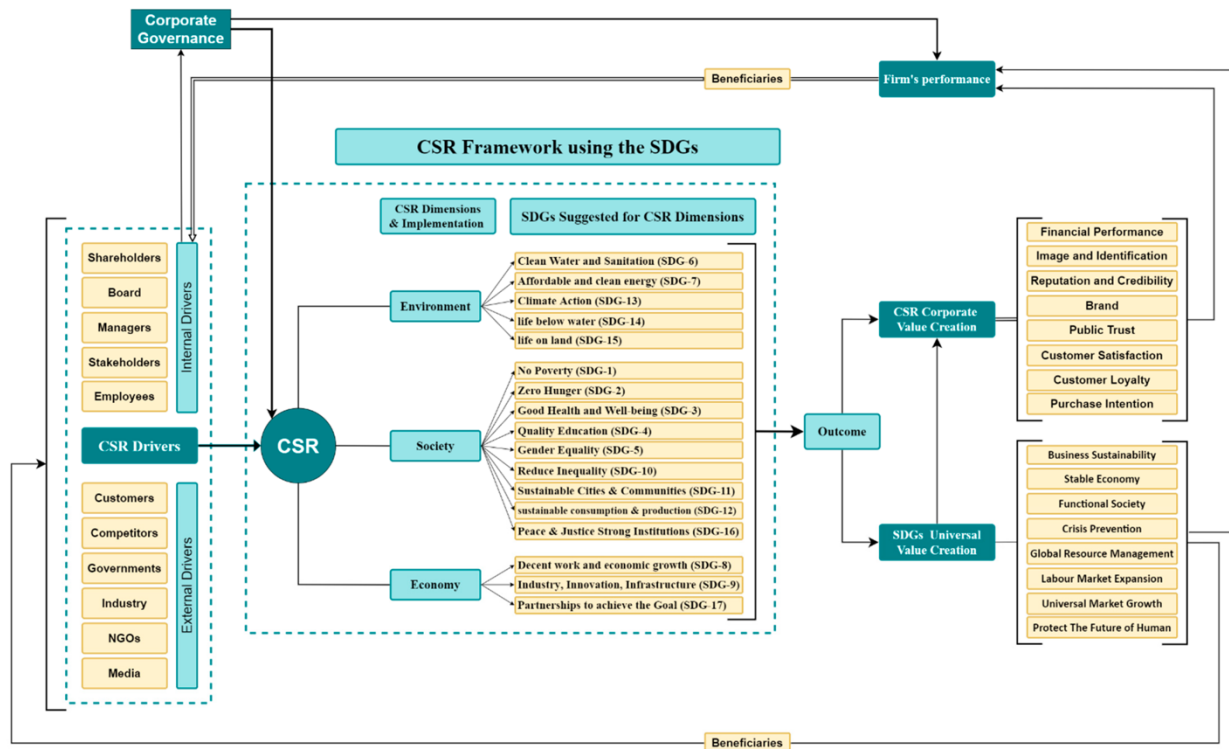 Corporate
Governance
Beneficiaries
Firm's performance
CSR Framework using the SDGs
CSR Dimensions
& Implementation
SDGs Suggested for CSR Dimensions
Shareholders
Board
Managers
Stakeholders
Employees
Internal Drivers
CSR Drivers
Customers
Competitors
Governments
Industry
NGOs
Media
External Drivers
CSR
Environment
Clean Water and Sanitation (SDG-6)
Affordable and clean energy (SDG-7)
Climate Action (SDG-13)
life below water (SDG-14)
life on land (SDG-15)
Society
No Poverty (SDG-1)
Zero Hunger (SDG-2)
Good Health and Well-being (SDG-3)
Quality Education (SDG-4)
Gender Equality (SDG-5)
Reduce Inequality (SDG-10)
Sustainable Cities & Communities (SDG-11)
sustainable consumption & production (SDG-12)
Peace & Justice Strong Institutions (SDG-16)
Economy
Decent work and economic growth (SDG-8)
Industry, Innovation, Infrastructure (SDG-9)
Partnerships to achieve the Goal (SDG-17)
Outcome
CSR Corporate
Value Creation
SDGs Universal
Value Creation
Financial Performance
Image and Identification
Reputation and Credibility
Brand
Public Trust
Customer Satisfaction
Customer Loyalty
Purchase Intention
Business Sustainability
Stable Economy
Functional Society
Crisis Prevention
Global Resource Management
Labour Market Expansion
Universal Market Growth
Protect The Future of Human
Beneficiaries